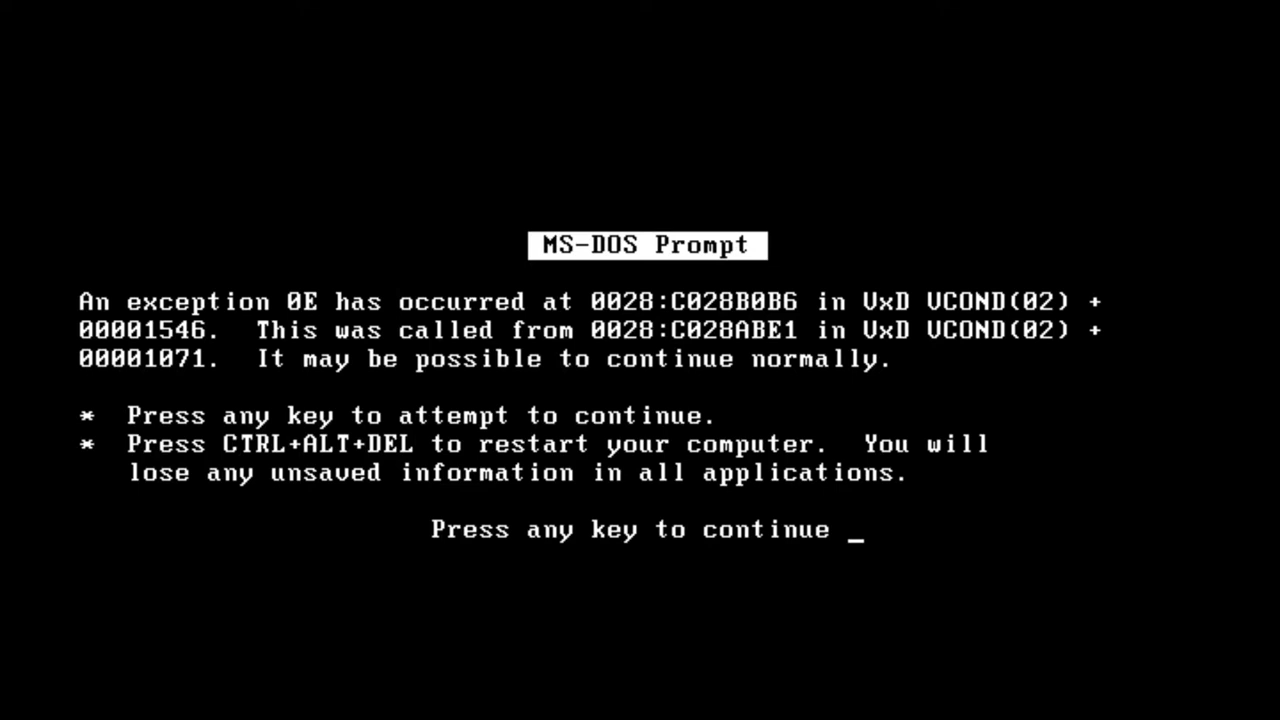 MS-DOS Prompt
An exception 0E has occurred at 0028:C028B0B6 in VxD VCOND(02) +
00001546.  This was called from 0028:C028ABE1 in VxD VCOND(02) +
00001071.  It may be possible to continue normally.
*  Press any key to attempt to continue.
*  Press CTRL+ALT+DEL to restart your computer.  You will
lose any unsaved information in all applications.
Press any key to continue _